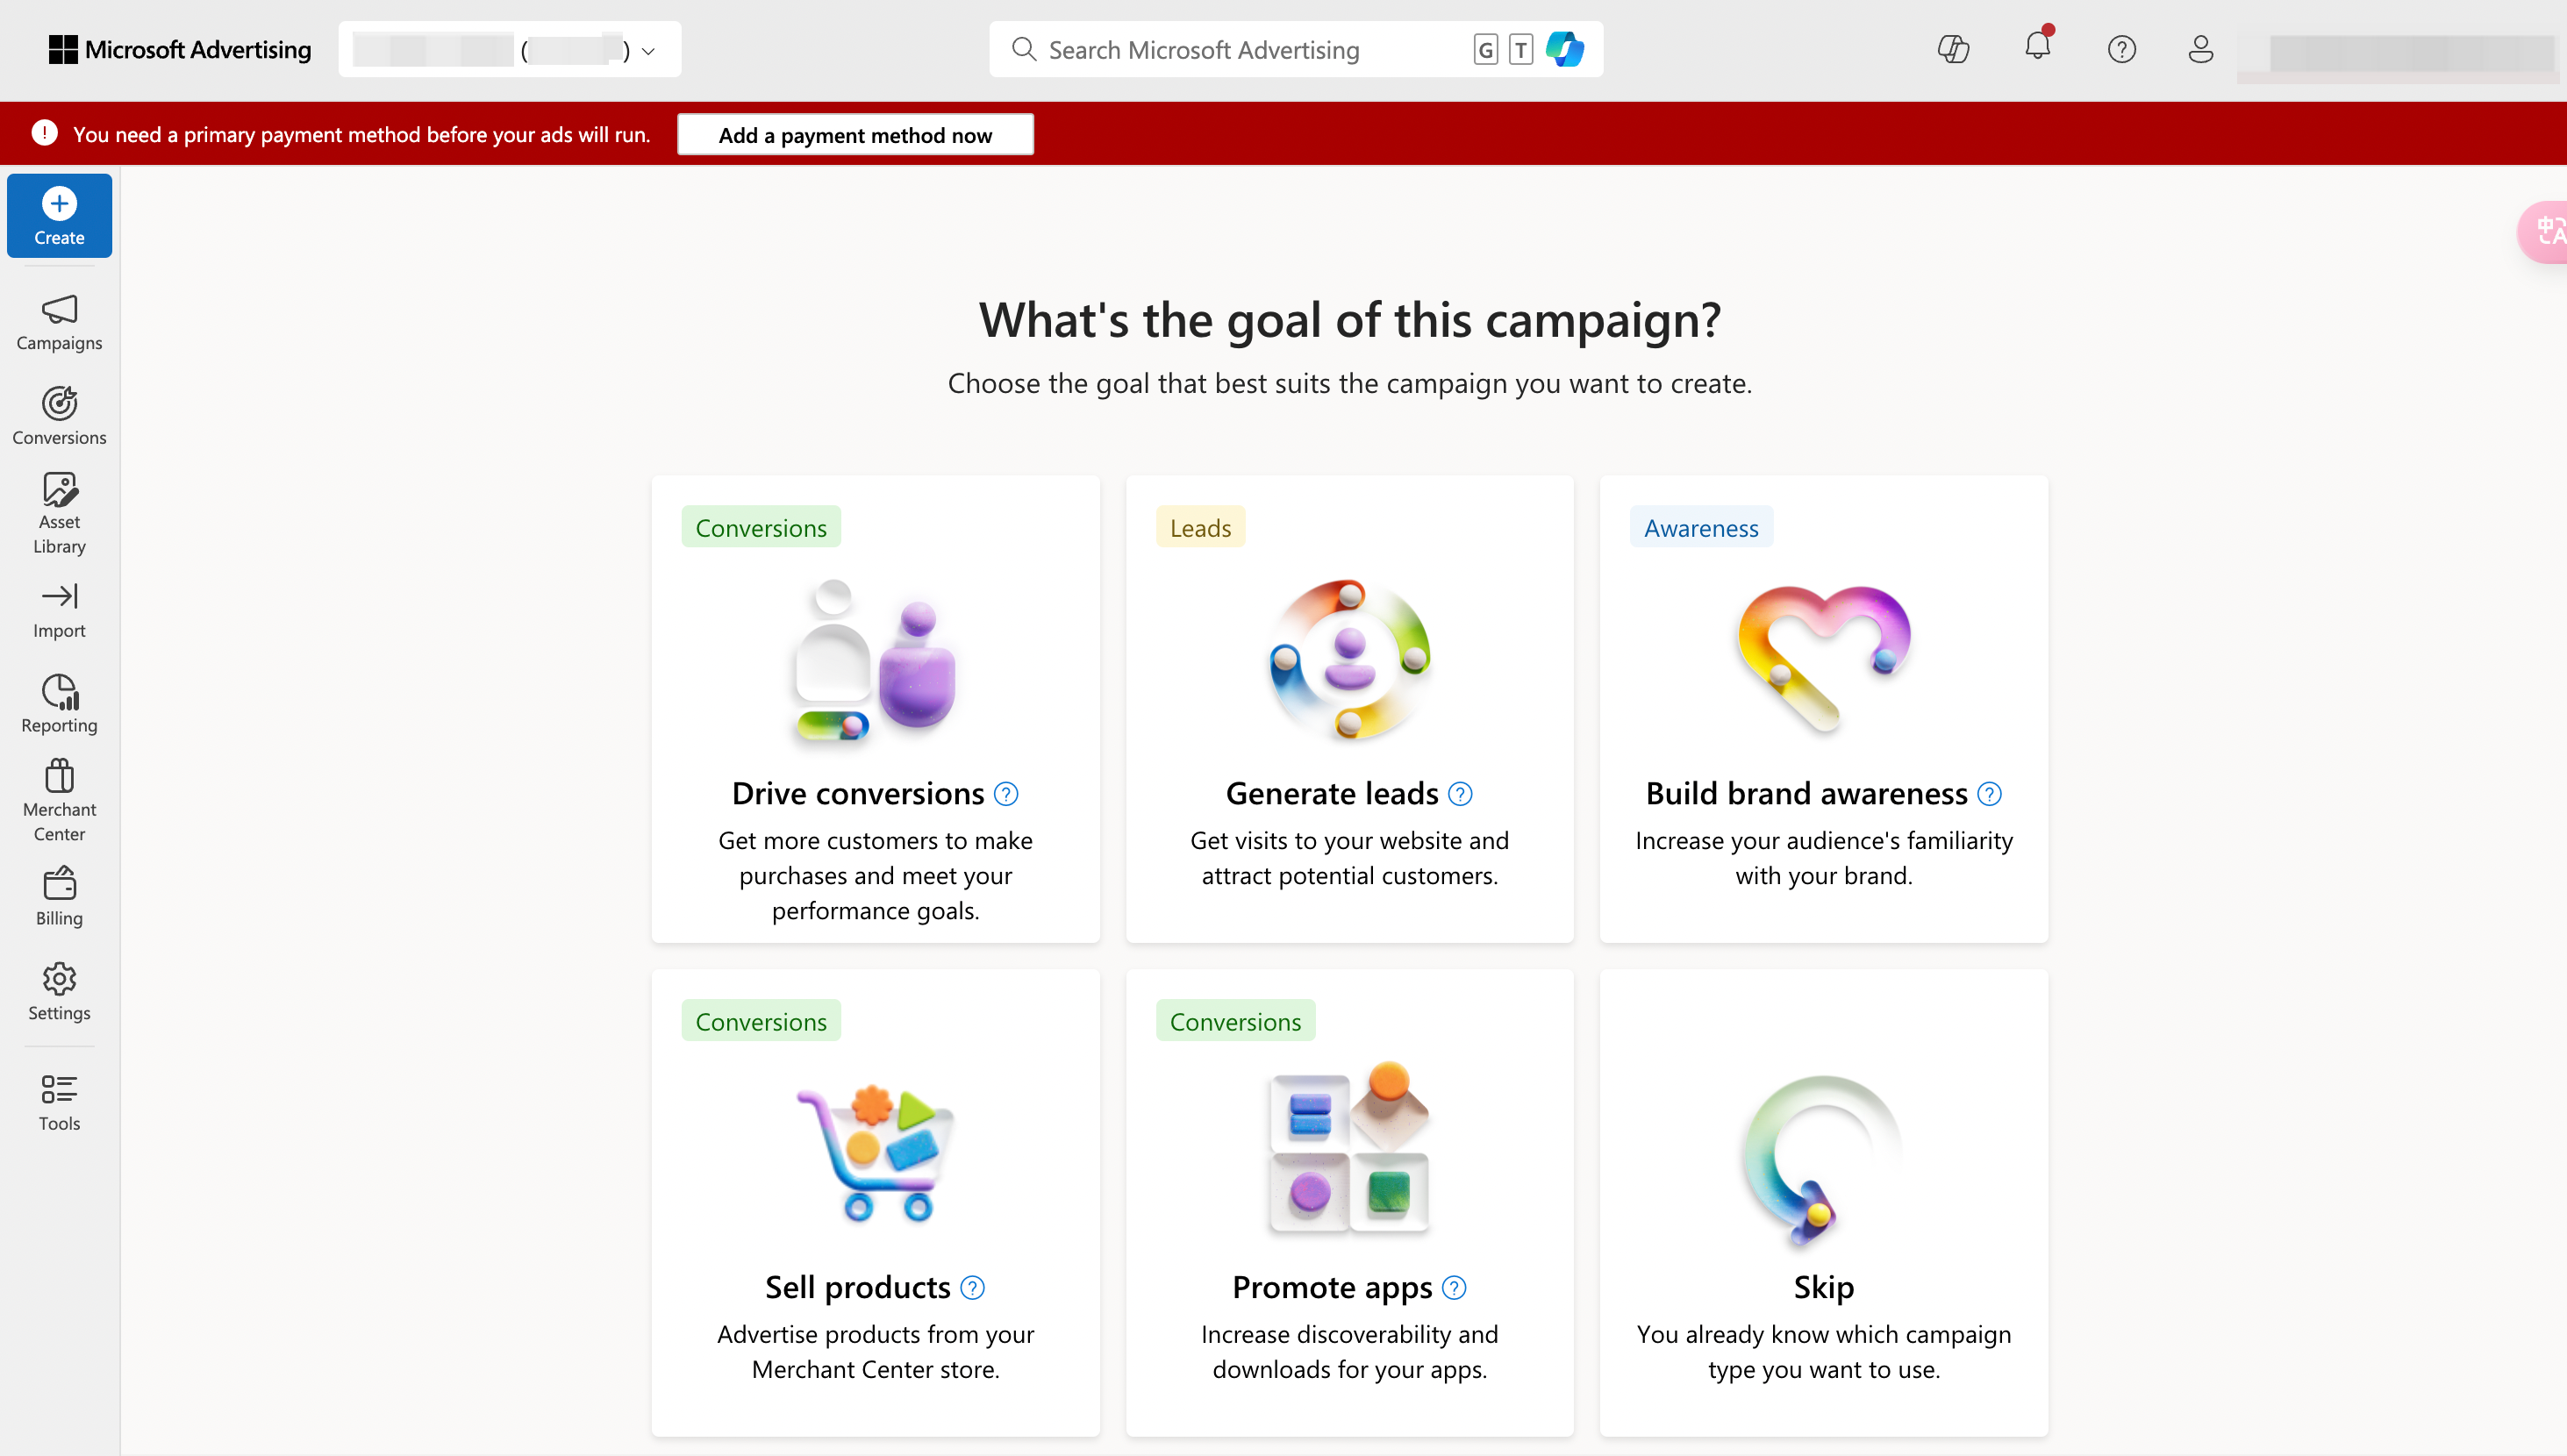 Microsoft Advertising
( )
Search Microsoft Advertising
G T
You need a primary payment method before your ads will run.
Add a payment method now
Create
Campaigns
Conversions
Asset
Library
Import
Reporting
Merchant
Center
Billing
Settings
Tools
中A
What's the goal of this campaign?
Choose the goal that best suits the campaign you want to create.
Conversions
Drive conversions
Get more customers to make
purchases and meet your
performance goals.
Leads
Generate leads
Get visits to your website and
attract potential customers.
Awareness
Build brand awareness
Increase your audience's familiarity
with your brand.
Conversions
Sell products
Advertise products from your
Merchant Center store.
Conversions
Promote apps
Increase discoverability and
downloads for your apps.
Skip
You already know which campaign
type you want to use.